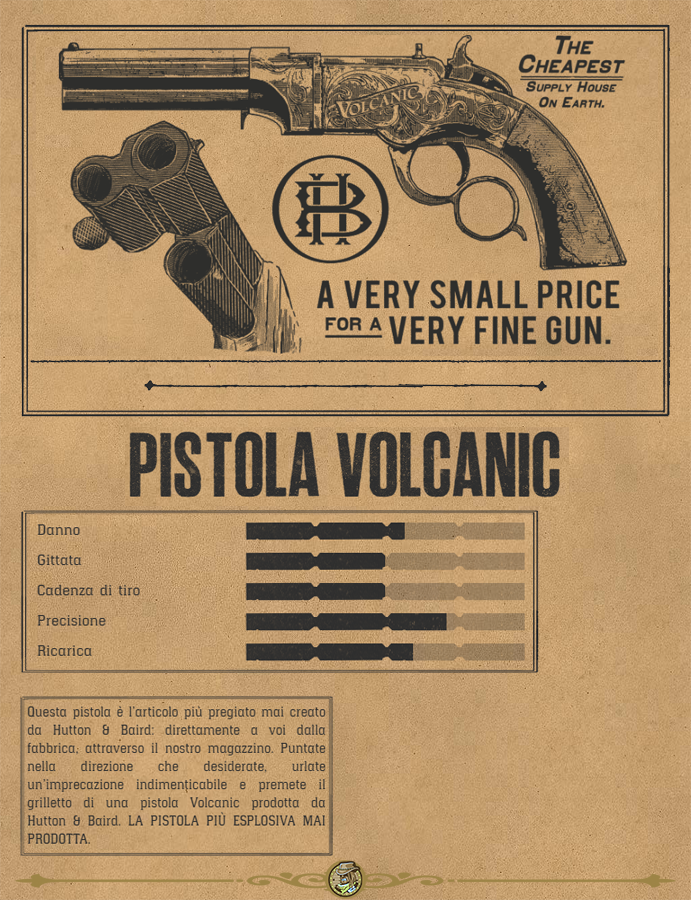 THE
CHEAPEST
SUPPLY HOUSE
ON EARTH.
VOLCANIC
HB
A VERY SMALL PRICE
FOR A VERY FINE GUN.
PISTOLA VOLCANIC
Danno
Gittata
Cadenza di tiro
Precisione
Ricarica
Questa pistola è l'articolo più pregiato mai creato
da Hutton & Baird: direttamente a voi dalla
fabbrica, attraverso il nostro magazzino. Puntate
nella direzione che desiderate, urlate
un'imprecazione indimenticabile e premete il
grilletto di una pistola Volcanic prodotta da
Hutton & Baird. LA PISTOLA PIÙ ESPLOSIVA MAI
PRODOTTA.